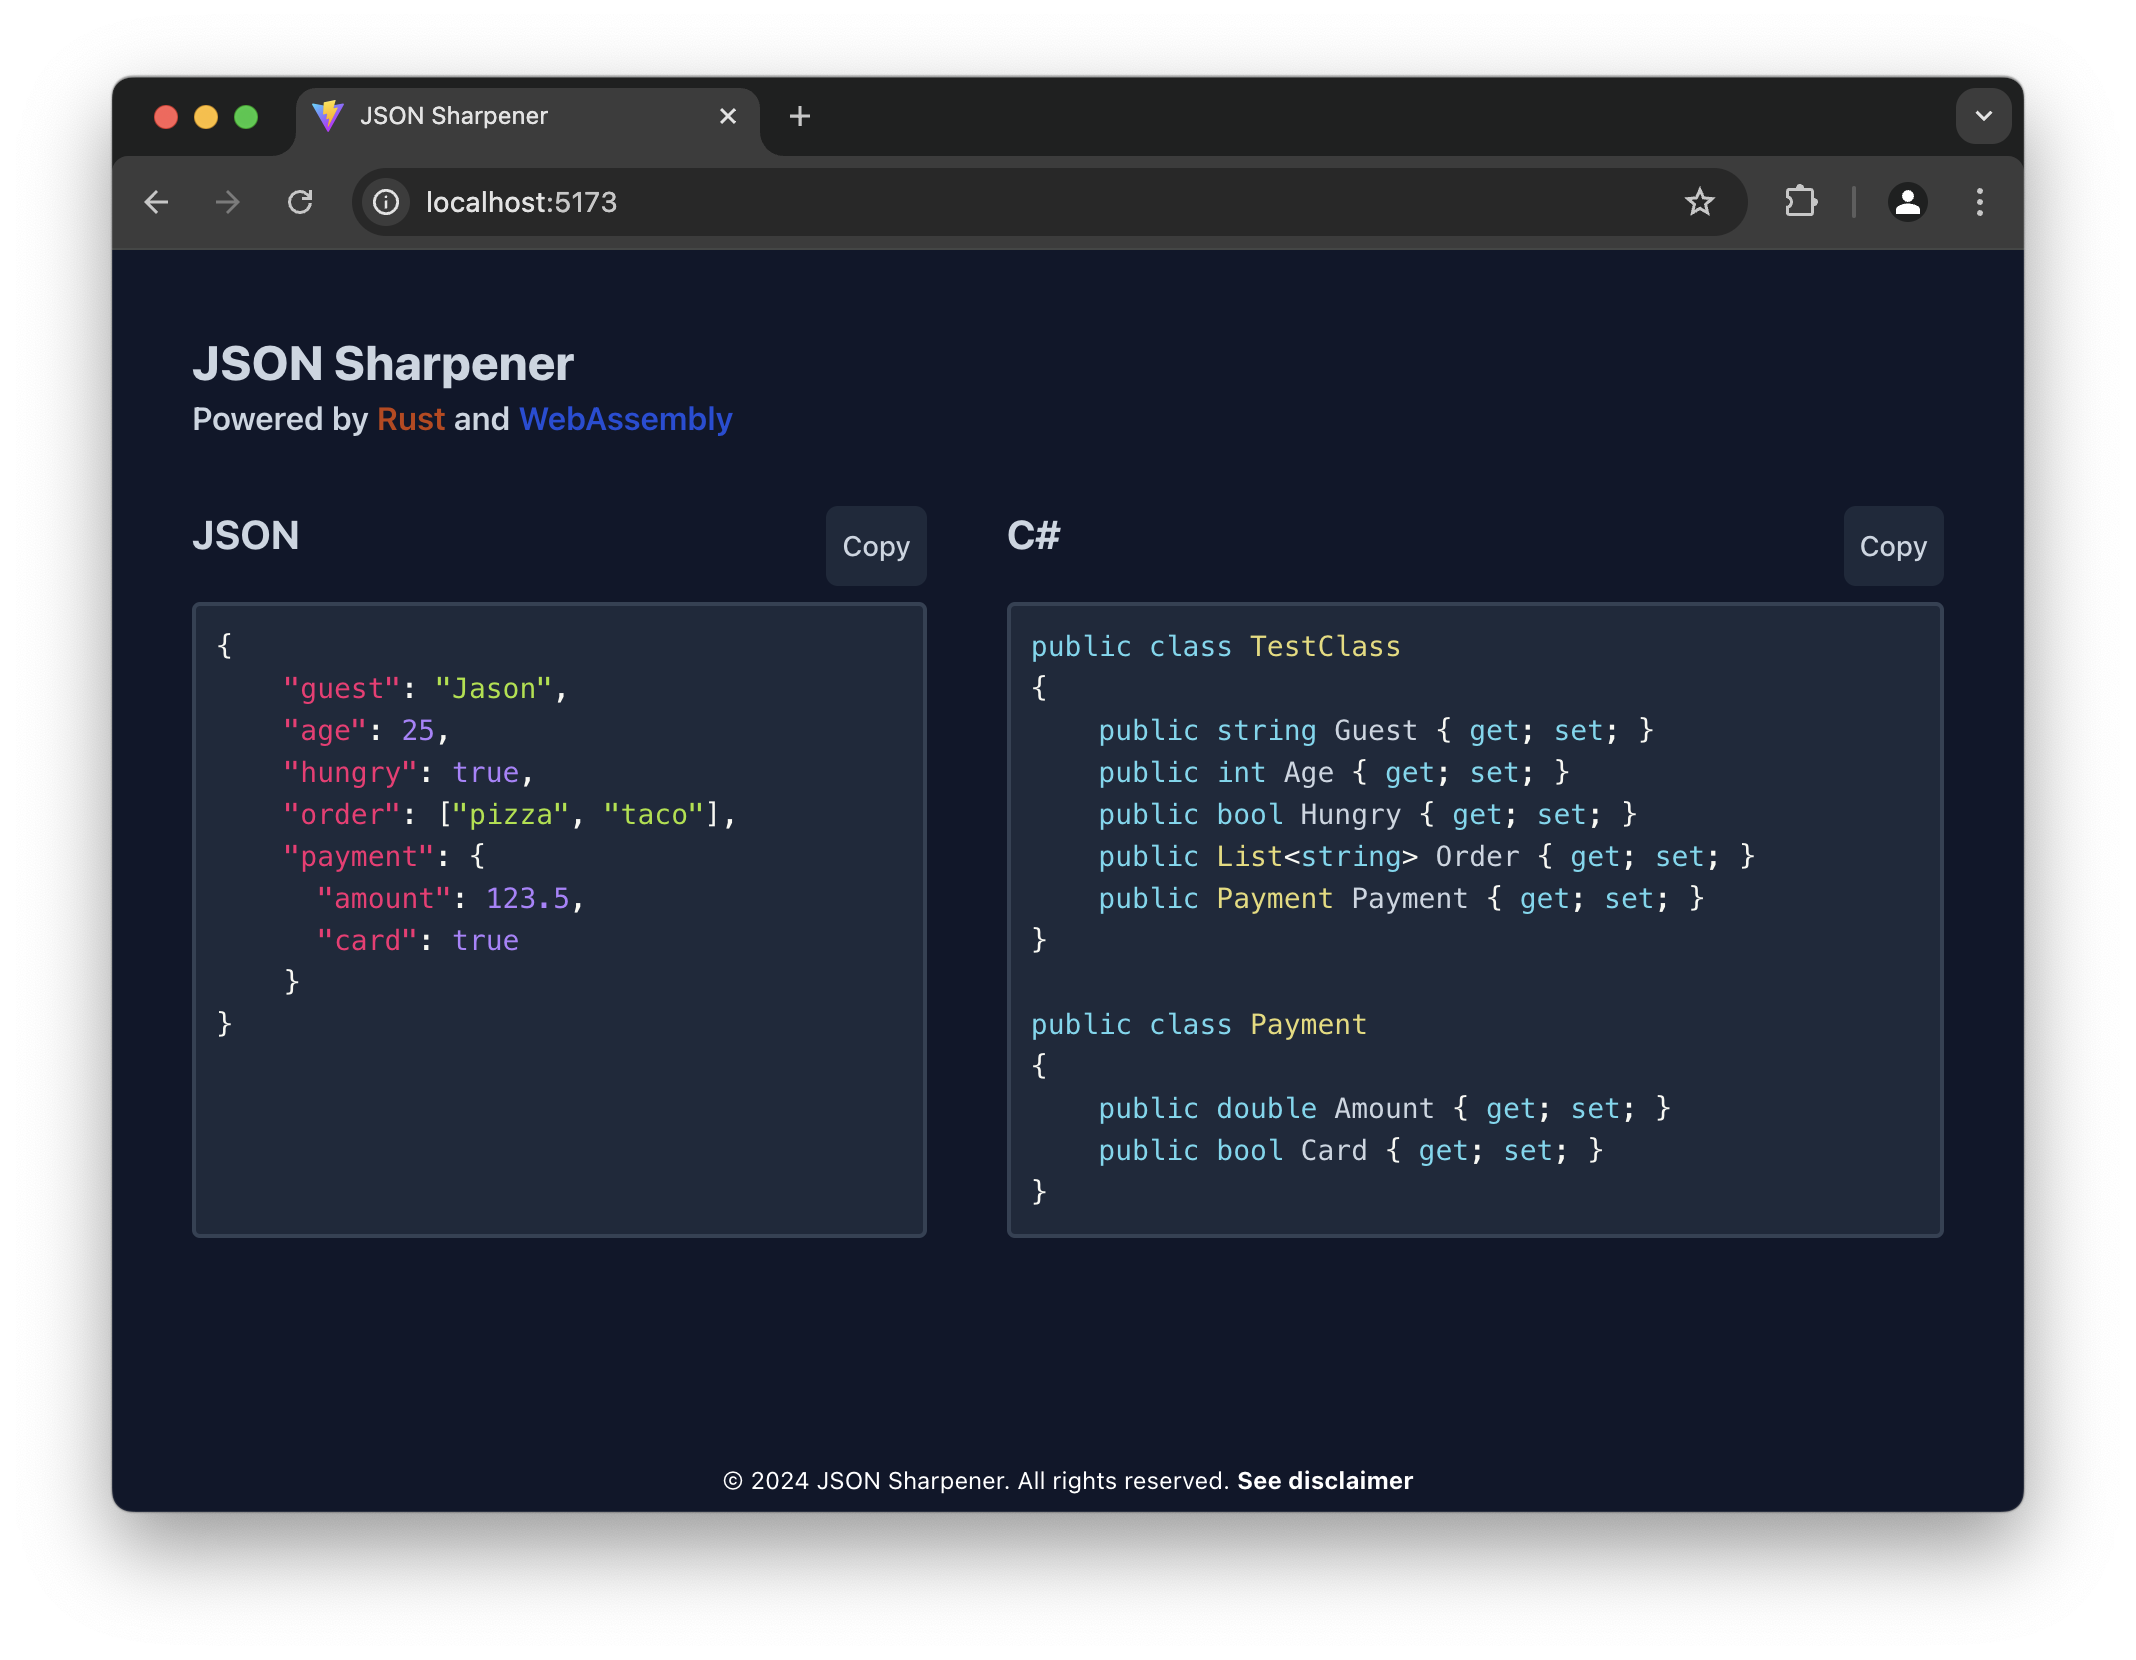 JSON Sharpener
localhost:5173
JSON Sharpener
Powered by Rust and WebAssembly
JSON
Copy
{
    "guest": "Jason",
    "age": 25,
    "hungry": true,
    "order": ["pizza", "taco"],
    "payment": {
      "amount": 123.5,
      "card": true
    }
}
C#
Copy
public class TestClass
{
    public string Guest { get; set; }
    public int Age { get; set; }
    public bool Hungry { get; set; }
    public List<string> Order { get; set; }
    public Payment Payment { get; set; }
}
public class Payment
{
    public double Amount { get; set; }
    public bool Card { get; set; }
}
© 2024 JSON Sharpener. All rights reserved. See disclaimer